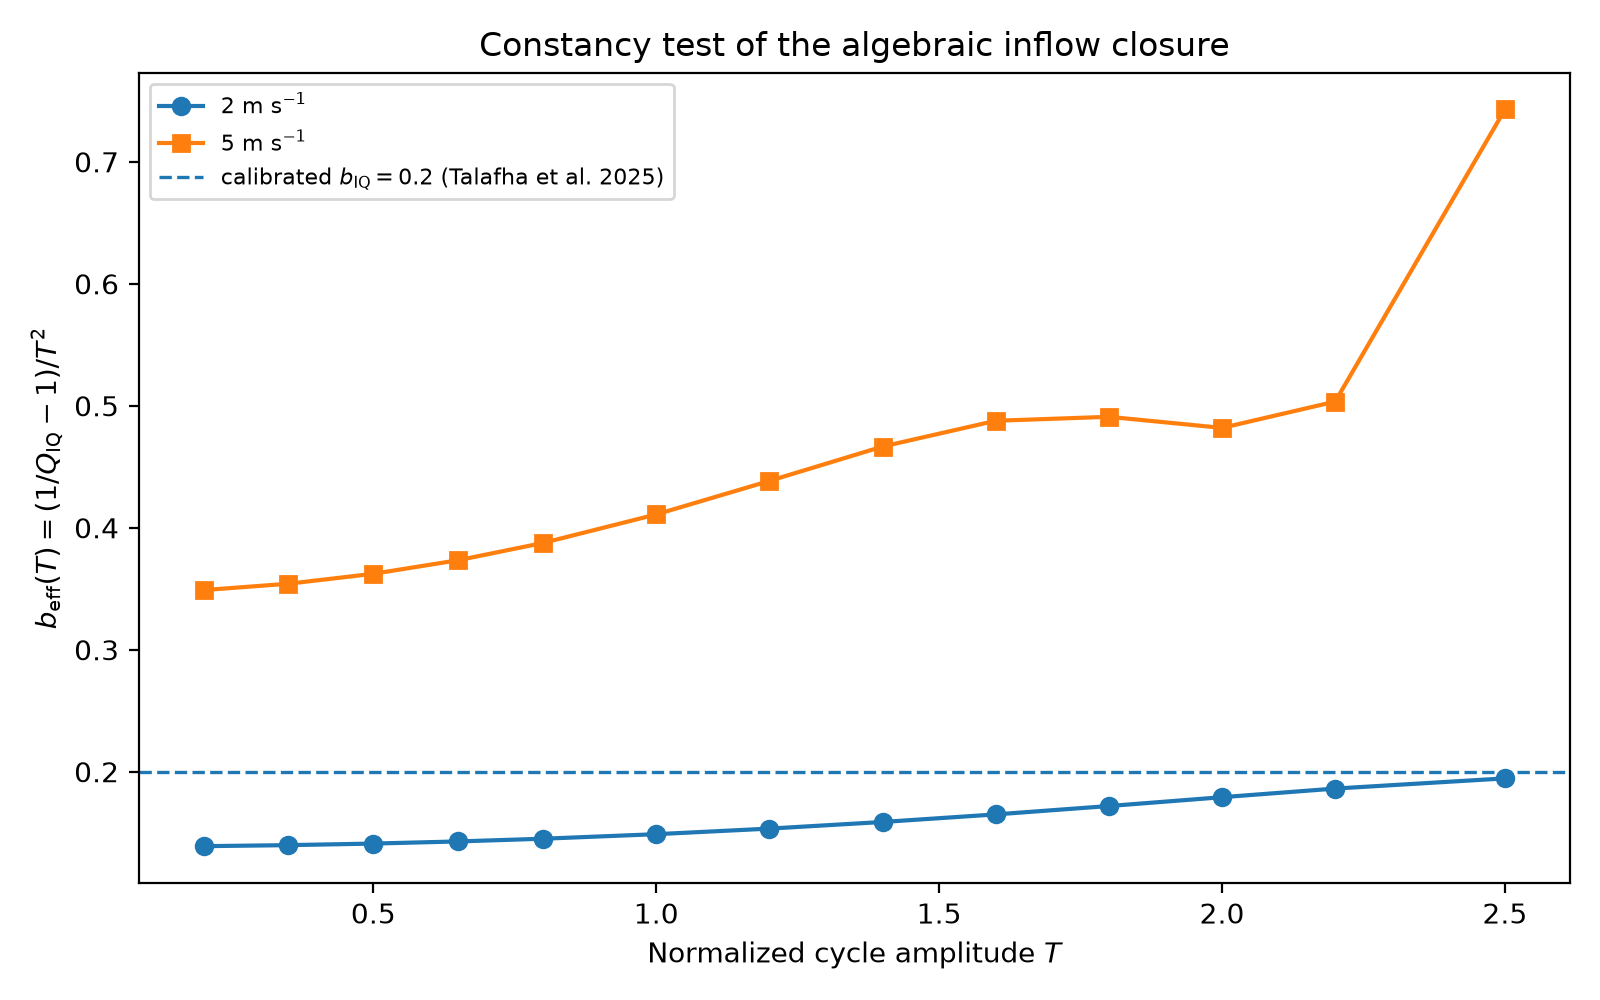 Constancy test of the algebraic inflow closure
2 m s⁻¹
5 m s⁻¹
calibrated b_IQ = 0.2 (Talafha et al. 2025)
b_eff(T) = (1/Q_IQ − 1)/T²
0.7
0.6
0.5
0.4
0.3
0.2
0.5 1.0 1.5 2.0 2.5
Normalized cycle amplitude T